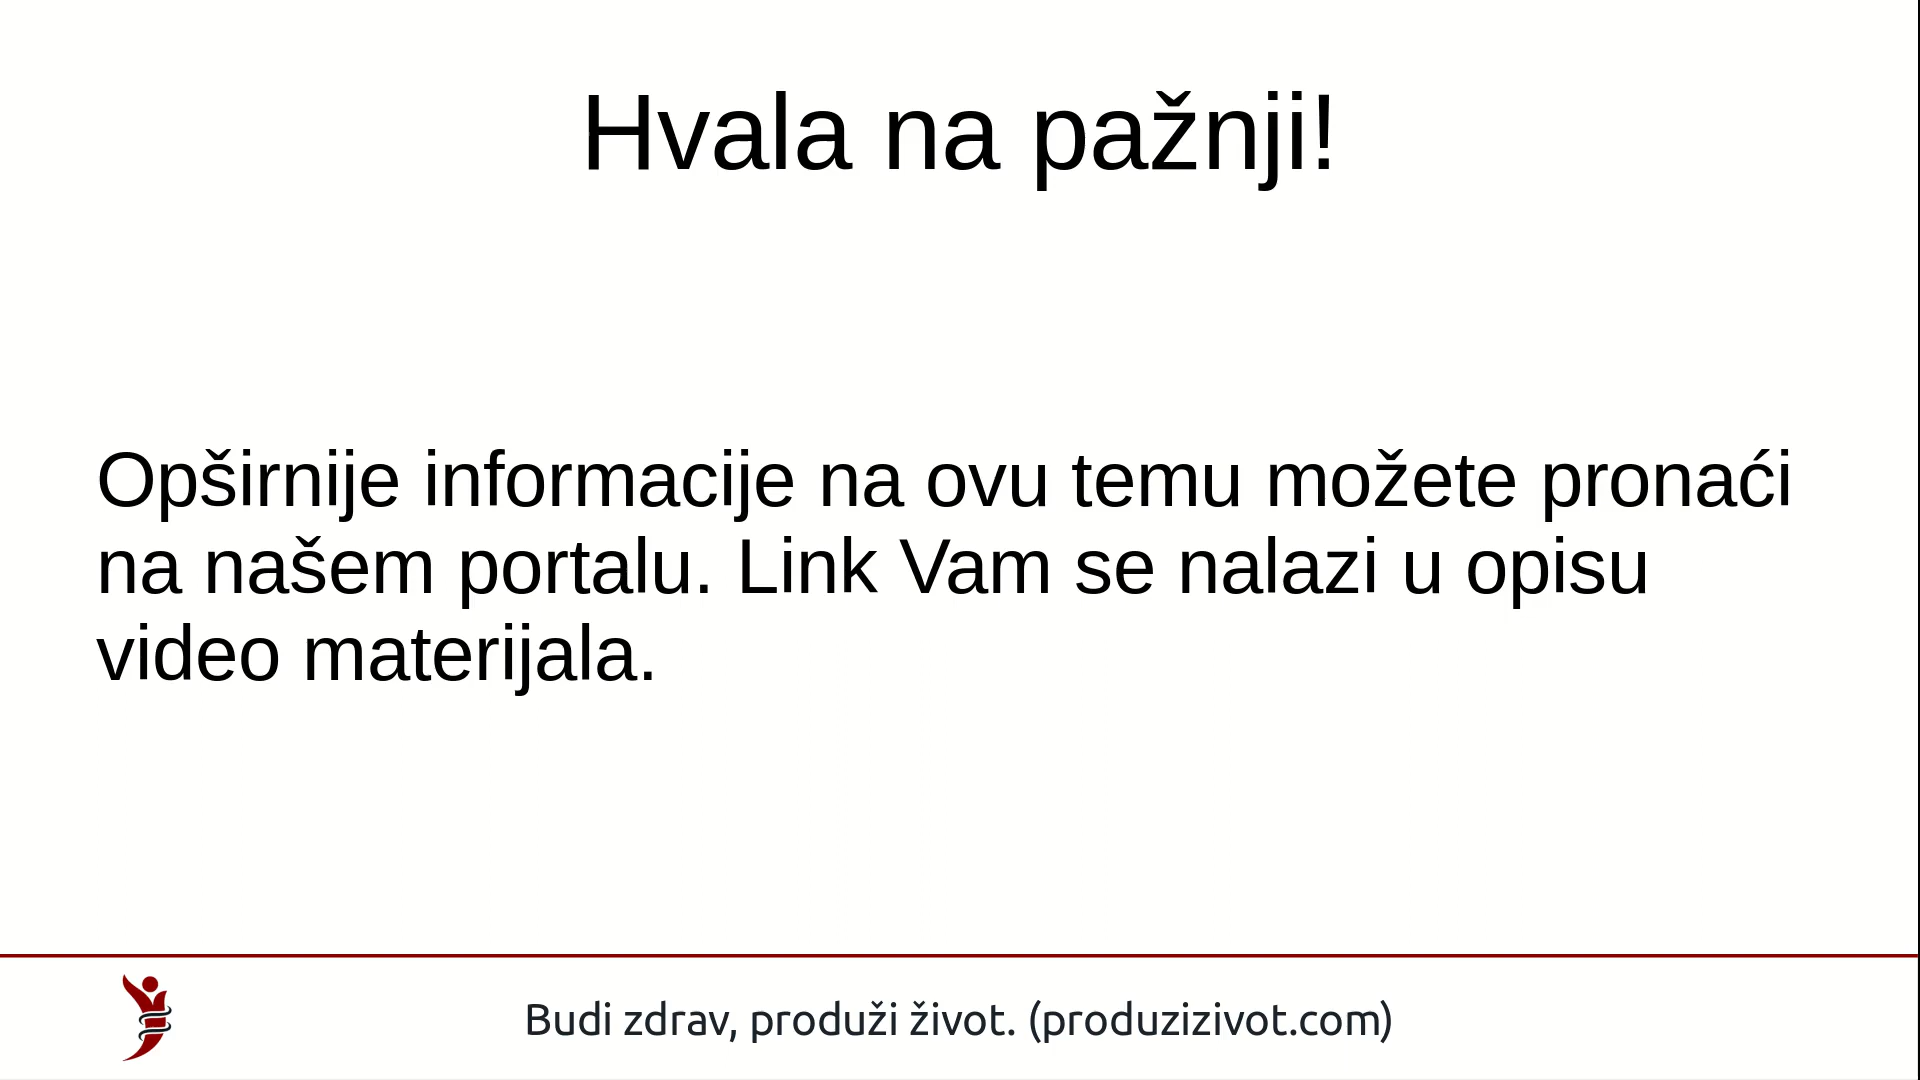 Hvala na pažnji!
Opširnije informacije na ovu temu možete pronaći
na našem portalu. Link Vam se nalazi u opisu
video materijala.
Budi zdrav, produži život. (produzizivot.com)